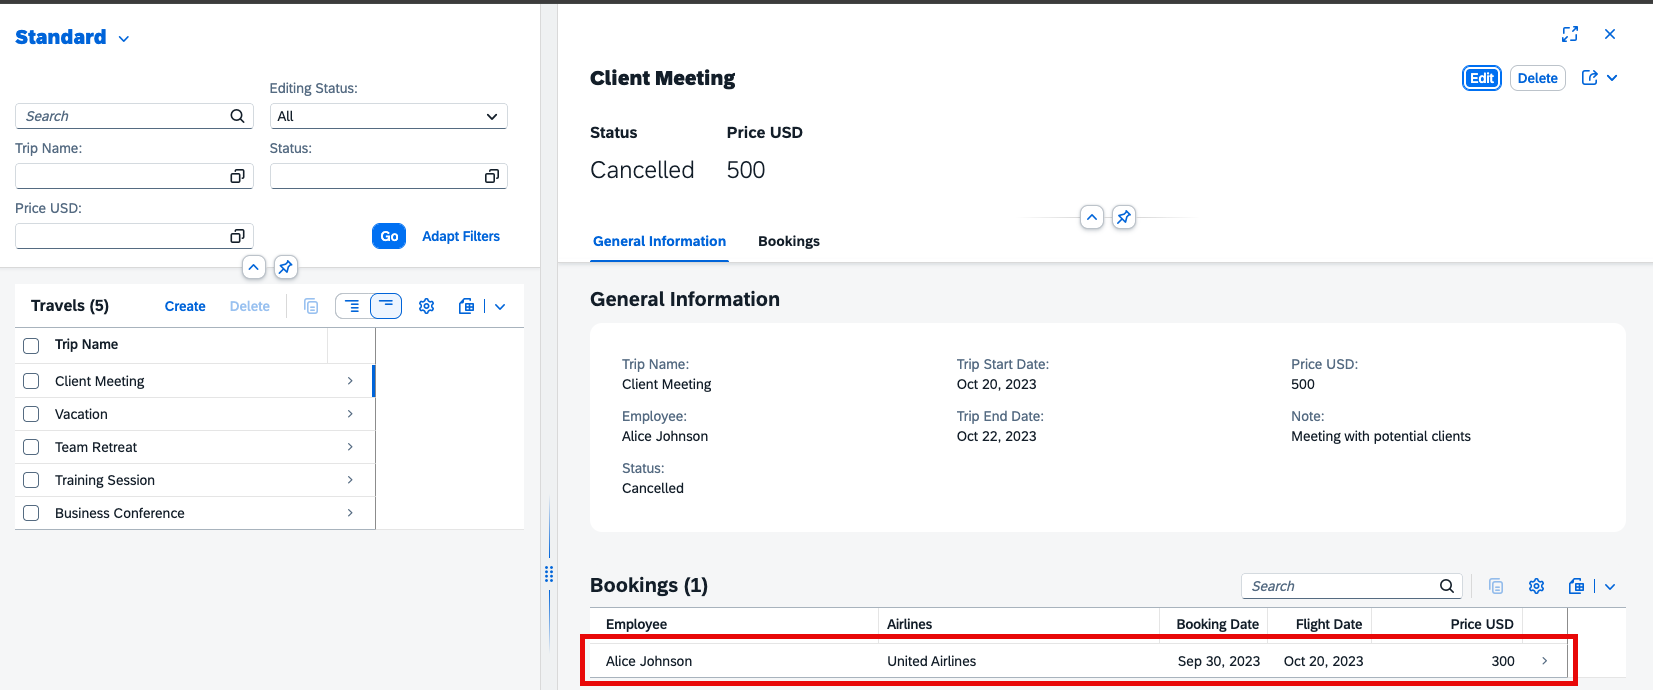 Standard
Editing Status:
Search
All
Trip Name:
Status:
Price USD:
Go
Adapt Filters
Travels (5)
Create
Delete
Trip Name
Client Meeting
Vacation
Team Retreat
Training Session
Business Conference
Client Meeting
Edit
Delete
Status
Price USD
Cancelled
500
General Information
Bookings
General Information
Trip Name:
Client Meeting
Employee:
Alice Johnson
Status:
Cancelled
Trip Start Date:
Oct 20, 2023
Trip End Date:
Oct 22, 2023
Price USD:
500
Note:
Meeting with potential clients
Bookings (1)
Search
Employee Airlines Booking Date Flight Date Price USD
Alice Johnson United Airlines Sep 30, 2023 Oct 20, 2023 300